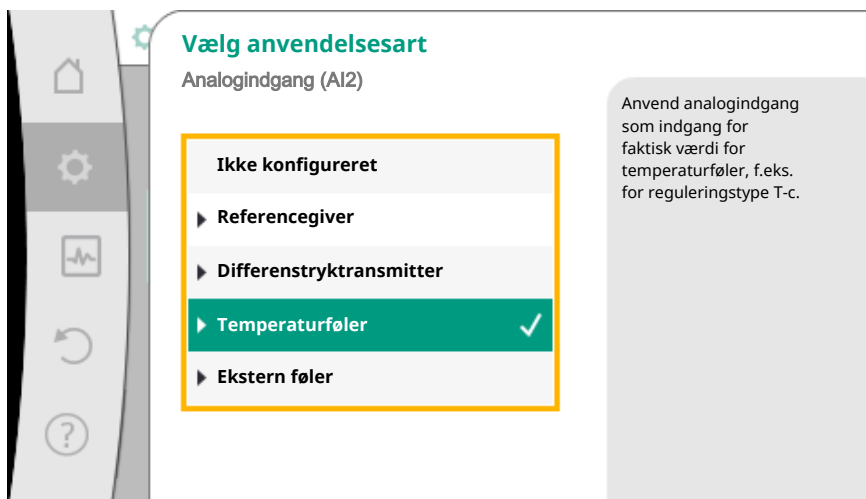 Vælg anvendelsesart
Analogindgang (AI2)
Ikke konfigureret
Referencegiver
Differenstryktransmitter
Temperaturføler
Ekstern føler
Anvend analogindgang
som indgang for
faktisk værdi for
temperaturføler, f.eks.
for reguleringstype T-c.
?